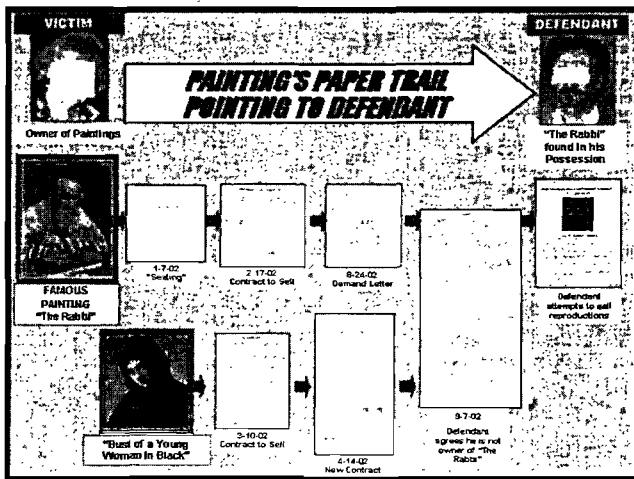 VICTIM
DEFENDANT
PAINTING'S PAPER TRAIL
POINTING TO DEFENDANT
Owner of Paintings
"The Rabbi"
found in his
Possession
FAMOUS
PAINTING
"The Rabbi"
1-7-02
2-17-02
Contract to Sell
8-24-02
Demand Letter
Defendant
attempts to sell
reproductions
"Bust of a Young
Woman in Black"
3-10-02
Contract to Sell
4-14-02
New Contract
9-7-02
Defendant
agrees he is not
owner of "The
Rabbi"